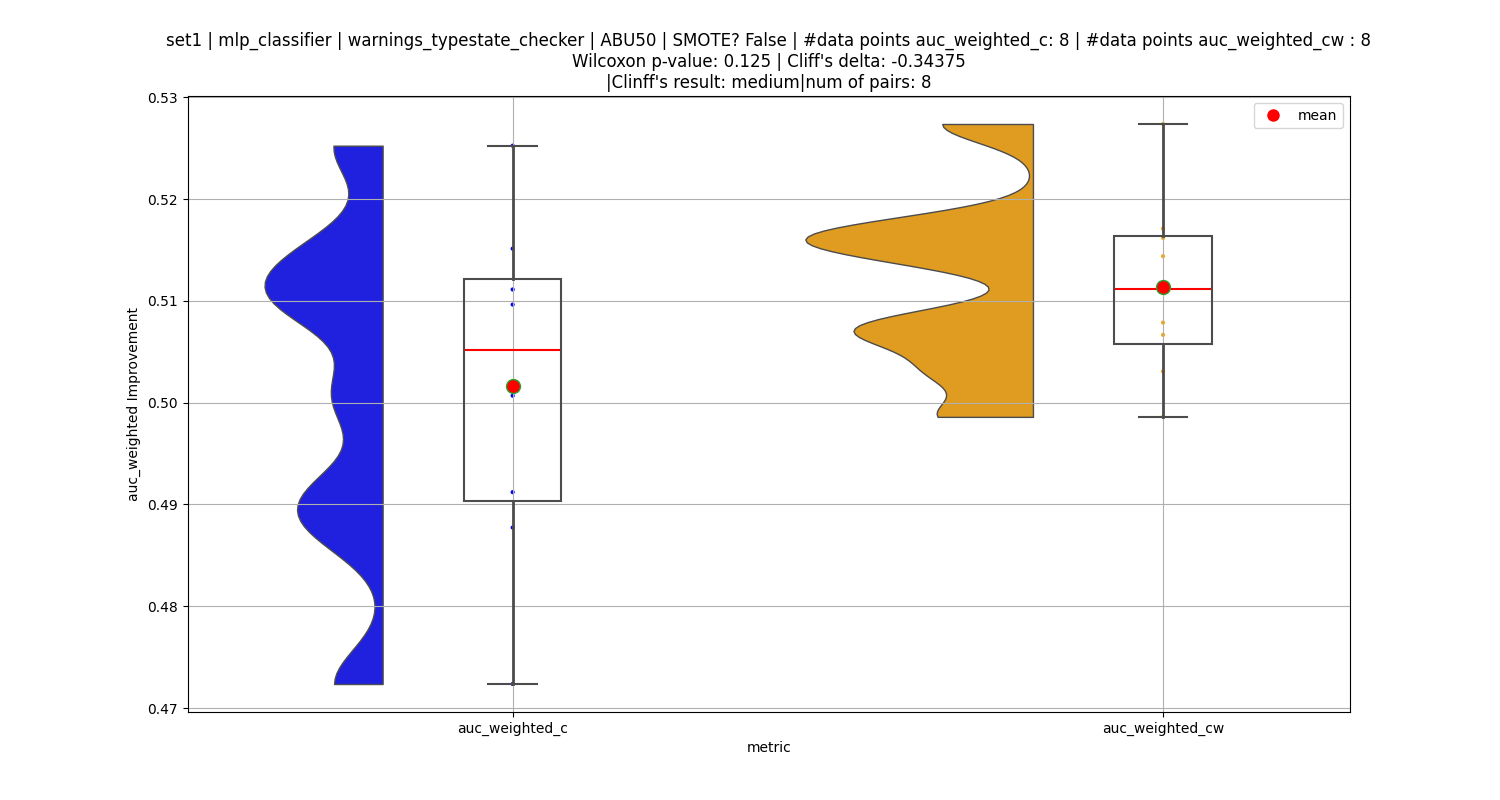 set1 | mlp_classifier | warnings_typestate_checker | ABU50 | SMOTE? False | #data points auc_weighted_c: 8 | #data points auc_weighted_cw : 8
Wilcoxon p-value: 0.125 | Cliff's delta: -0.34375
|Clinff's result: medium|num of pairs: 8
mean
0.53
0.52
0.51
0.50
0.49
0.48
0.47
auc_weighted Improvement
auc_weighted_c
auc_weighted_cw
metric